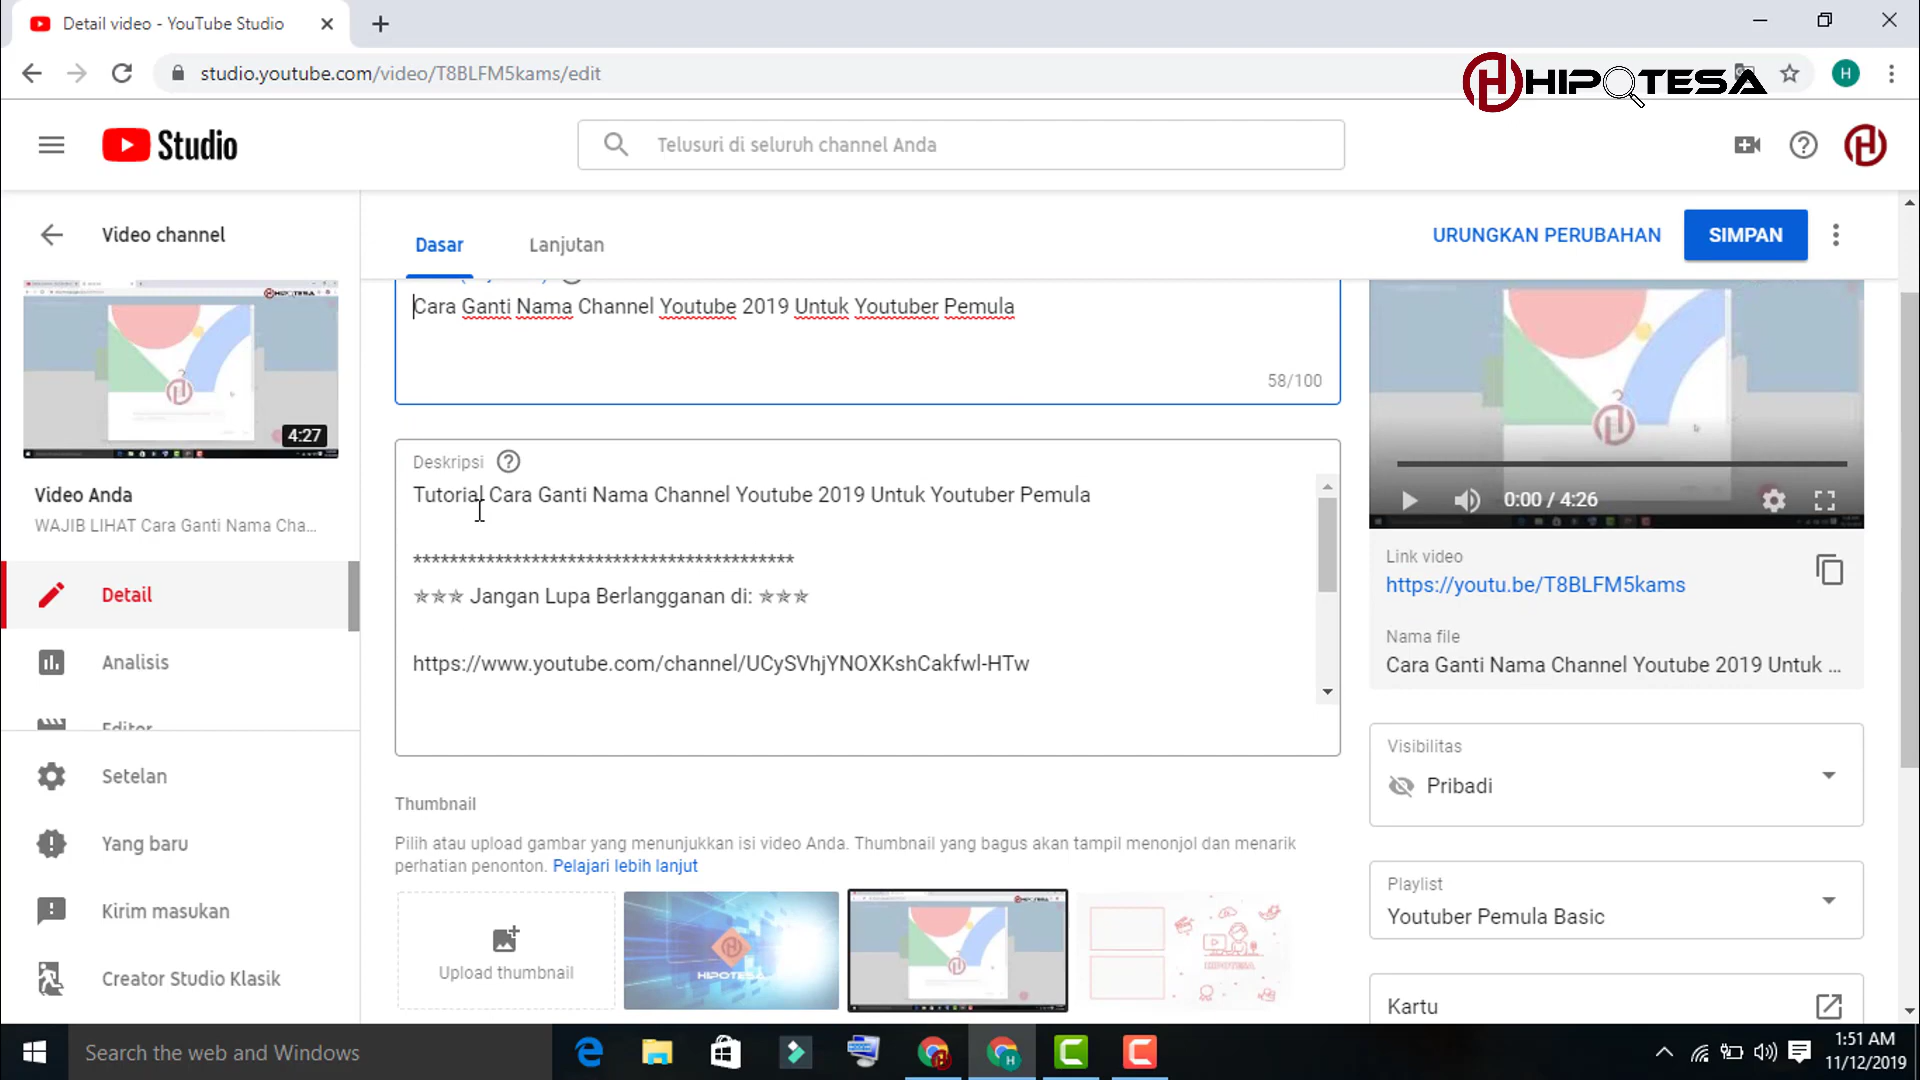 Detail video - YouTube Studio
studio.youtube.com/video/T8BLFM5kams/edit
HIPOTESA
H
Studio
Telusuri di seluruh channel Anda
Video channel
4:27
Video Anda
WAJIB LIHAT Cara Ganti Nama Cha...
Detail
Analisis
Editor
Setelan
Yang baru
Kirim masukan
Creator Studio Klasik
Dasar
Lanjutan
URUNGKAN PERUBAHAN
SIMPAN
Cara Ganti Nama Channel Youtube 2019 Untuk Youtuber Pemula
58/100
Deskripsi
Tutorial Cara Ganti Nama Channel Youtube 2019 Untuk Youtuber Pemula
******************************************
✯✯✯ Jangan Lupa Berlangganan di: ✯✯✯
https://www.youtube.com/channel/UCySVhjYNOXKshCakfwl-HTw
Thumbnail
Pilih atau upload gambar yang menunjukkan isi video Anda. Thumbnail yang bagus akan tampil menonjol dan menarik
perhatian penonton. Pelajari lebih lanjut
Upload thumbnail
HIPOTESA
HIPOTESA
0:00 / 4:26
Link video
https://youtu.be/T8BLFM5kams
Nama file
Cara Ganti Nama Channel Youtube 2019 Untuk ...
Visibilitas
Pribadi
Playlist
Youtuber Pemula Basic
Kartu
Search the web and Windows
1:51 AM
11/12/2019